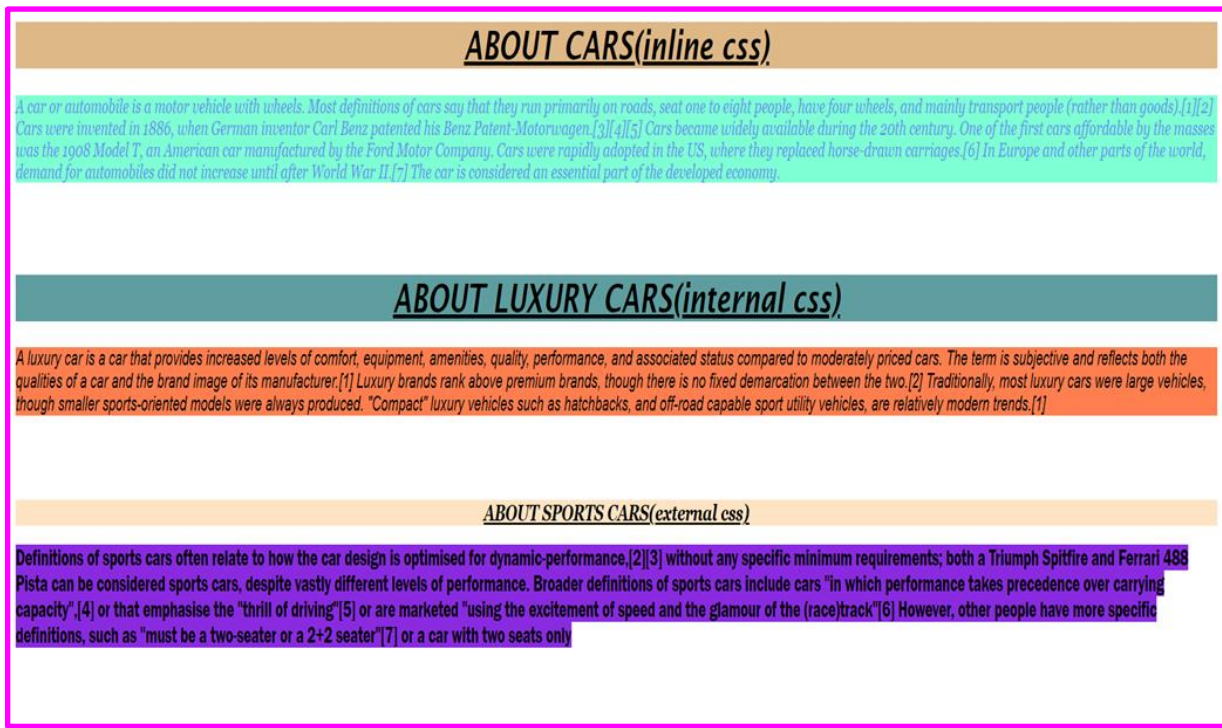 ABOUT CARS(inline css)
A car or automobile is a motor vehicle with wheels. Most definitions of cars say that they run primarily on roads, seat one to eight people, have four wheels, and mainly transport people (rather than goods).[1][2]
Cars were invented in 1886, when German inventor Carl Benz patented his Benz Patent-Motorwagen.[3][4][5] Cars became widely available during the 20th century. One of the first cars affordable by the masses
was the 1908 Model T, an American car manufactured by the Ford Motor Company. Cars were rapidly adopted in the US, where they replaced horse-drawn carriages.[6] In Europe and other parts of the world,
demand for automobiles did not increase until after World War II.[7] The car is considered an essential part of the developed economy.
ABOUT LUXURY CARS(internal css)
A luxury car is a car that provides increased levels of comfort, equipment, amenities, quality, performance, and associated status compared to moderately priced cars. The term is subjective and reflects both the
qualities of a car and the brand image of its manufacturer.[1] Luxury brands rank above premium brands, though there is no fixed demarcation between the two.[2] Traditionally, most luxury cars were large vehicles,
though smaller sports-oriented models were always produced. "Compact" luxury vehicles such as hatchbacks, and off-road capable sport utility vehicles, are relatively modern trends.[1]
ABOUT SPORTS CARS(external css)
Definitions of sports cars often relate to how the car design is optimised for dynamic-performance,[2][3] without any specific minimum requirements; both a Triumph Spitfire and Ferrari 488
Pista can be considered sports cars, despite vastly different levels of performance. Broader definitions of sports cars include cars "in which performance takes precedence over carrying
capacity",[4] or that emphasise the "thrill of driving"[5] or are marketed "using the excitement of speed and the glamour of the (race)track"[6] However, other people have more specific
definitions, such as "must be a two-seater or a 2+2 seater"[7] or a car with two seats only